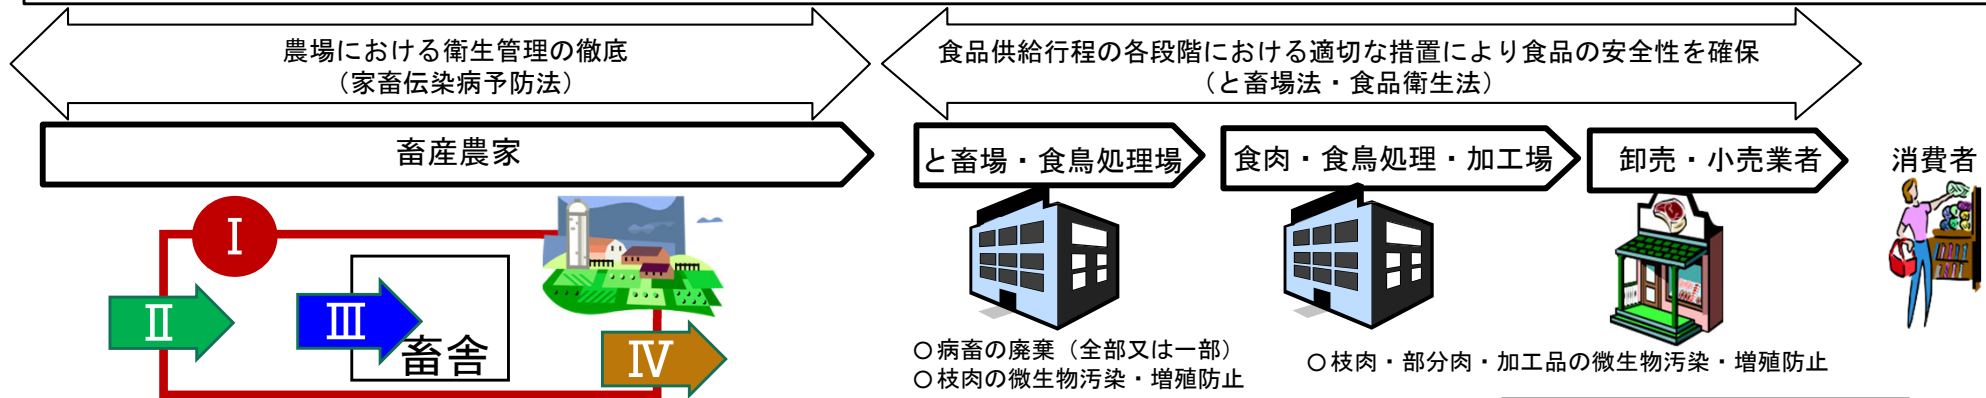 農場における衛生管理の徹底
（家畜伝染病予防法）
食品供給行程の各段階における適切な措置により食品の安全性を確保
（と畜場法・食品衛生法）
畜産農家
と畜場・食鳥処理場
食肉・食鳥処理・加工場
卸売・小売業者
消費者
Ⅰ
Ⅱ
Ⅲ
畜舎
Ⅳ
○病畜の廃棄（全部又は一部）
○枝肉の微生物汚染・増殖防止
○枝肉・部分肉・加工品の微生物汚染・増殖防止